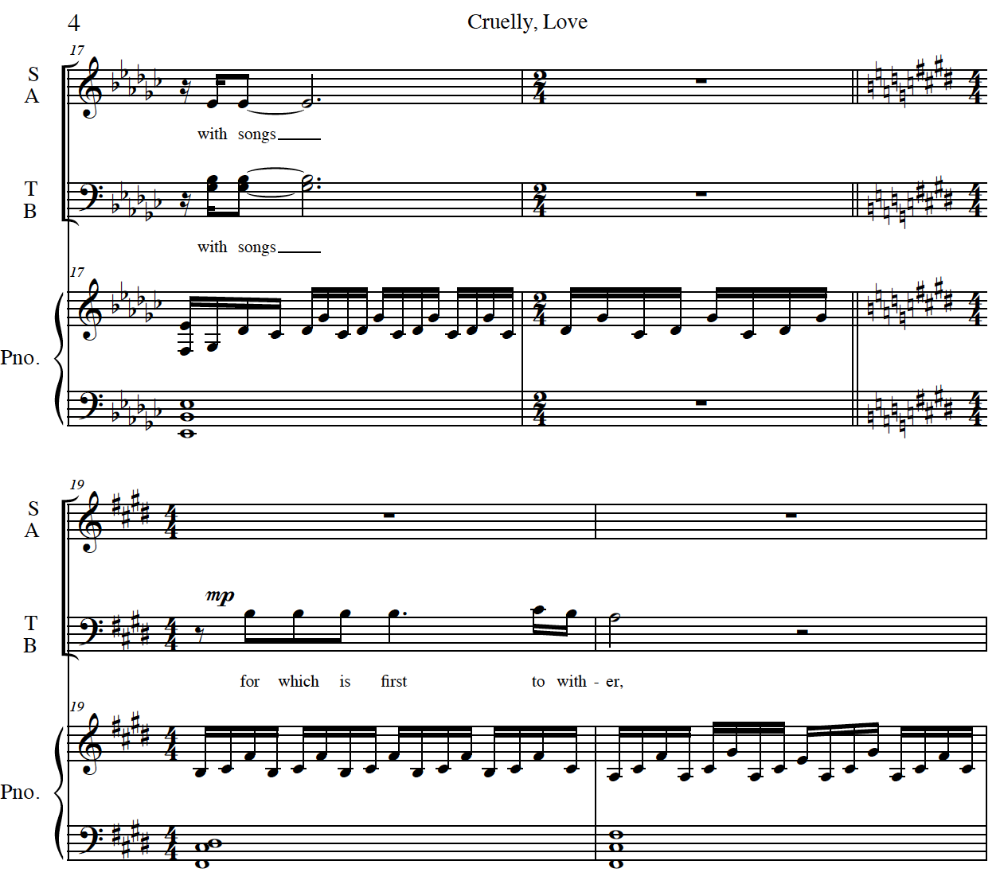 4
Cruelly, Love
17
S
A
with songs
T
B
with songs
17
Pno.
19
S
A
mp
T
B
for which is first to with - er,
19
Pno.